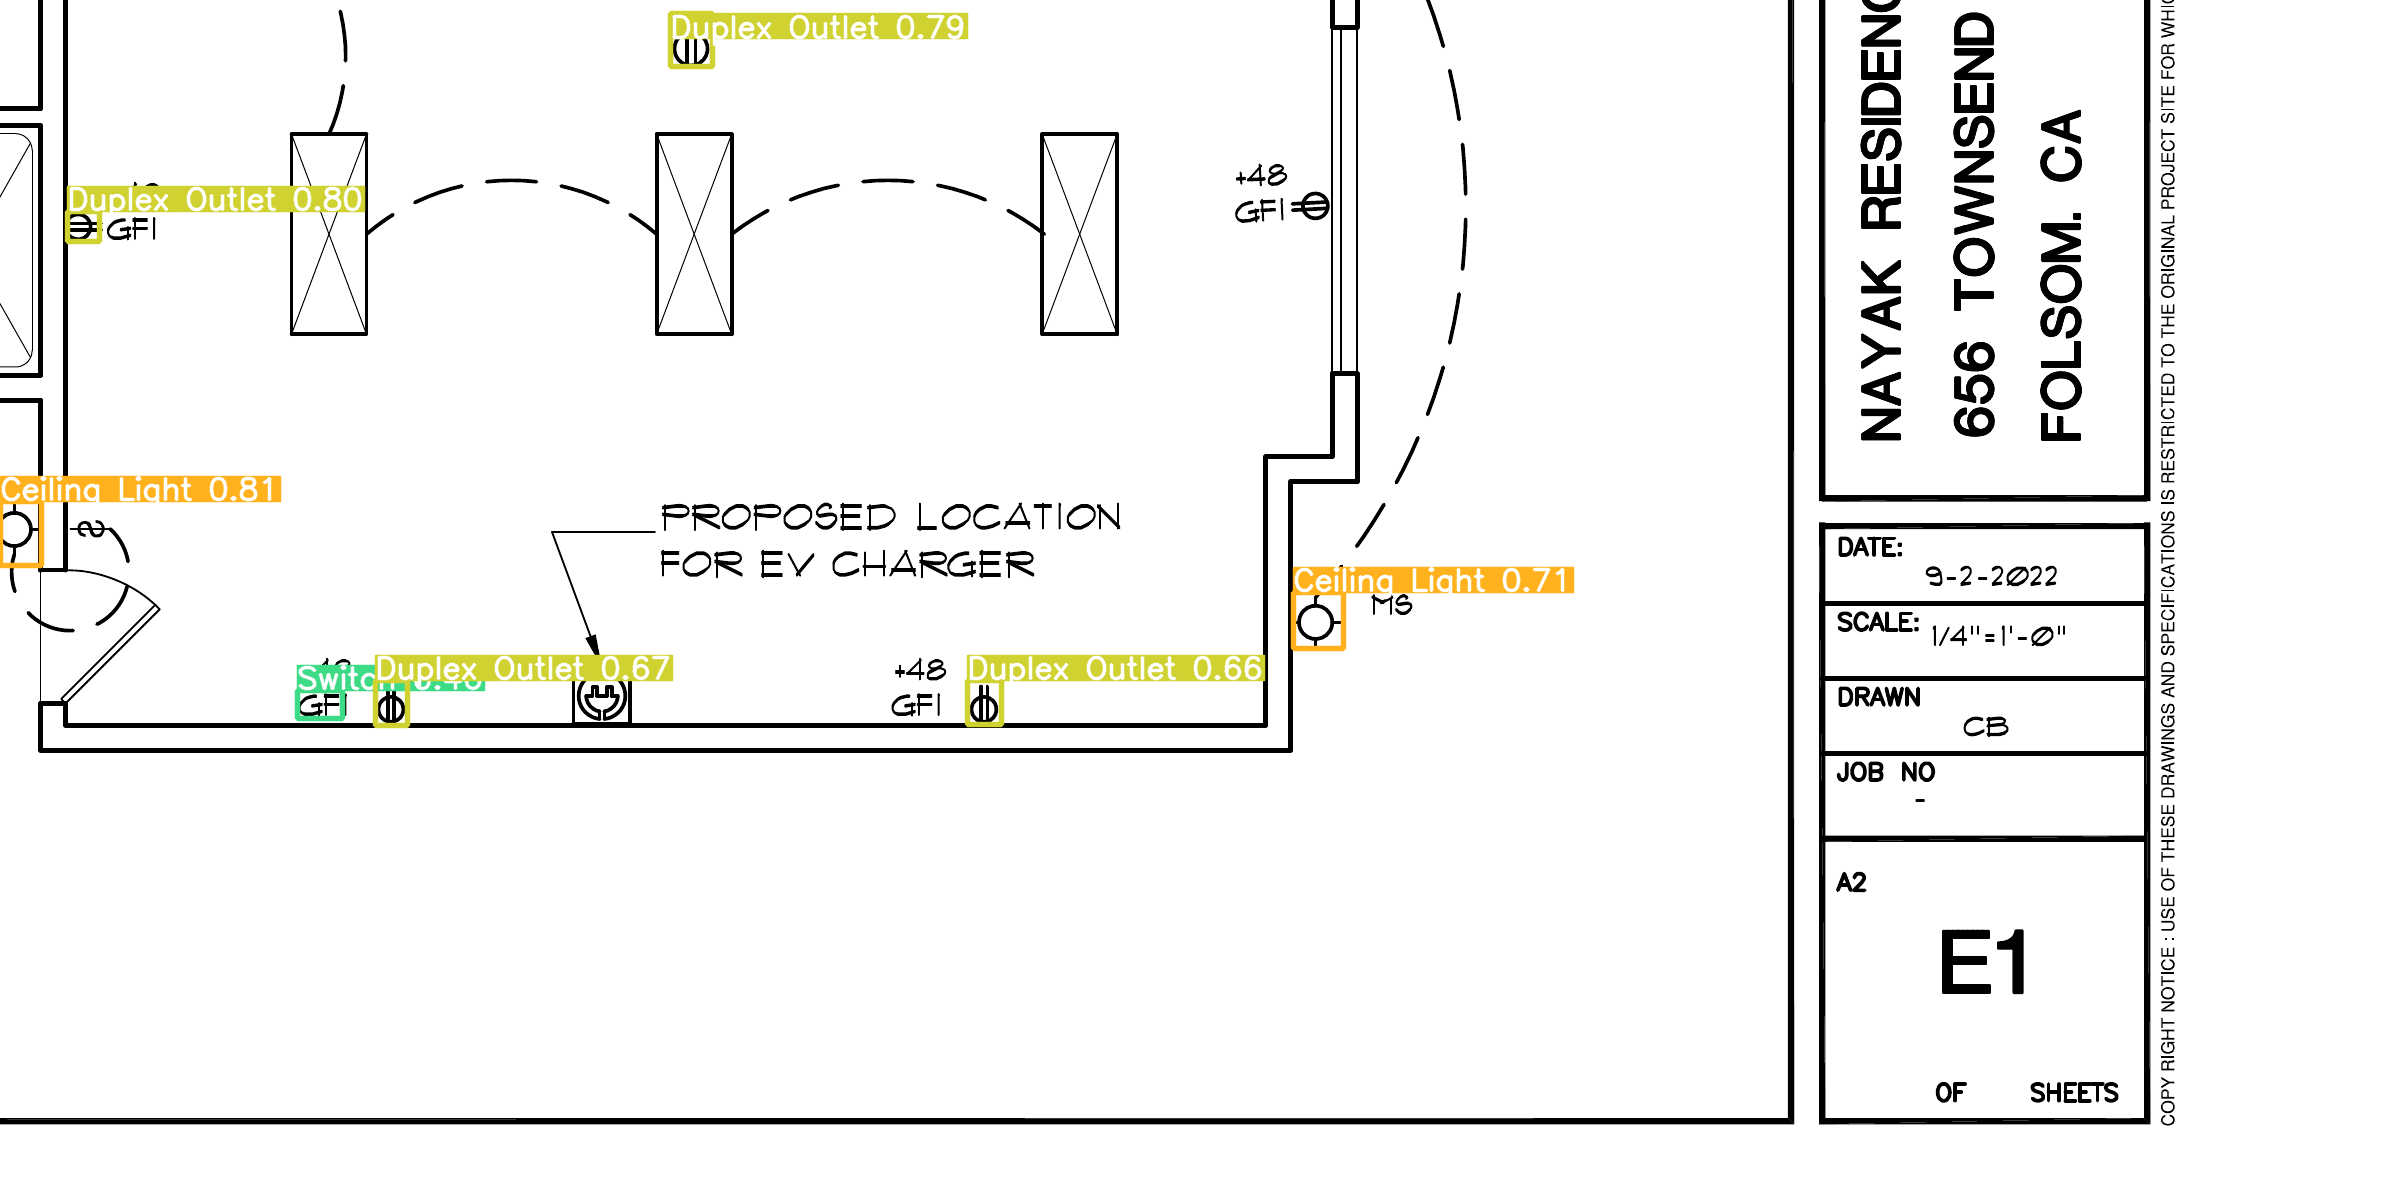 Duplex Outlet 0.79
Duplex Outlet 0.80
GFI
+48
GFI
Ceiling Light 0.81
PROPOSED LOCATION
FOR EV CHARGER
Ceiling Light 0.71
MS
Duplex Outlet 0.67
GFI
+48
GFI
Duplex Outlet 0.66
NAYAK RESIDENC
656 TOWNSEND
FOLSOM. CA
DATE:
9-2-2022
SCALE: 1/4"=1'-0"
DRAWN
CB
JOB NO
-
A2
E1
OF SHEETS
COPY RIGHT NOTICE : USE OF THESE DRAWINGS AND SPECIFICATIONS IS RESTRICTED TO THE ORIGINAL PROJECT SITE FOR